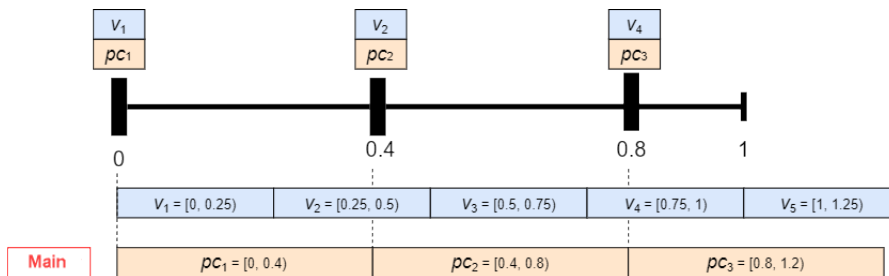 V1 V2 V4
pc1 pc2 pc3
0 0.4 0.8 1
V1 = [0, 0.25) V2 = [0.25, 0.5) V3 = [0.5, 0.75) V4 = [0.75, 1) V5 = [1, 1.25)
Main pc1 = [0, 0.4) pc2 = [0.4, 0.8) pc3 = [0.8, 1.2)